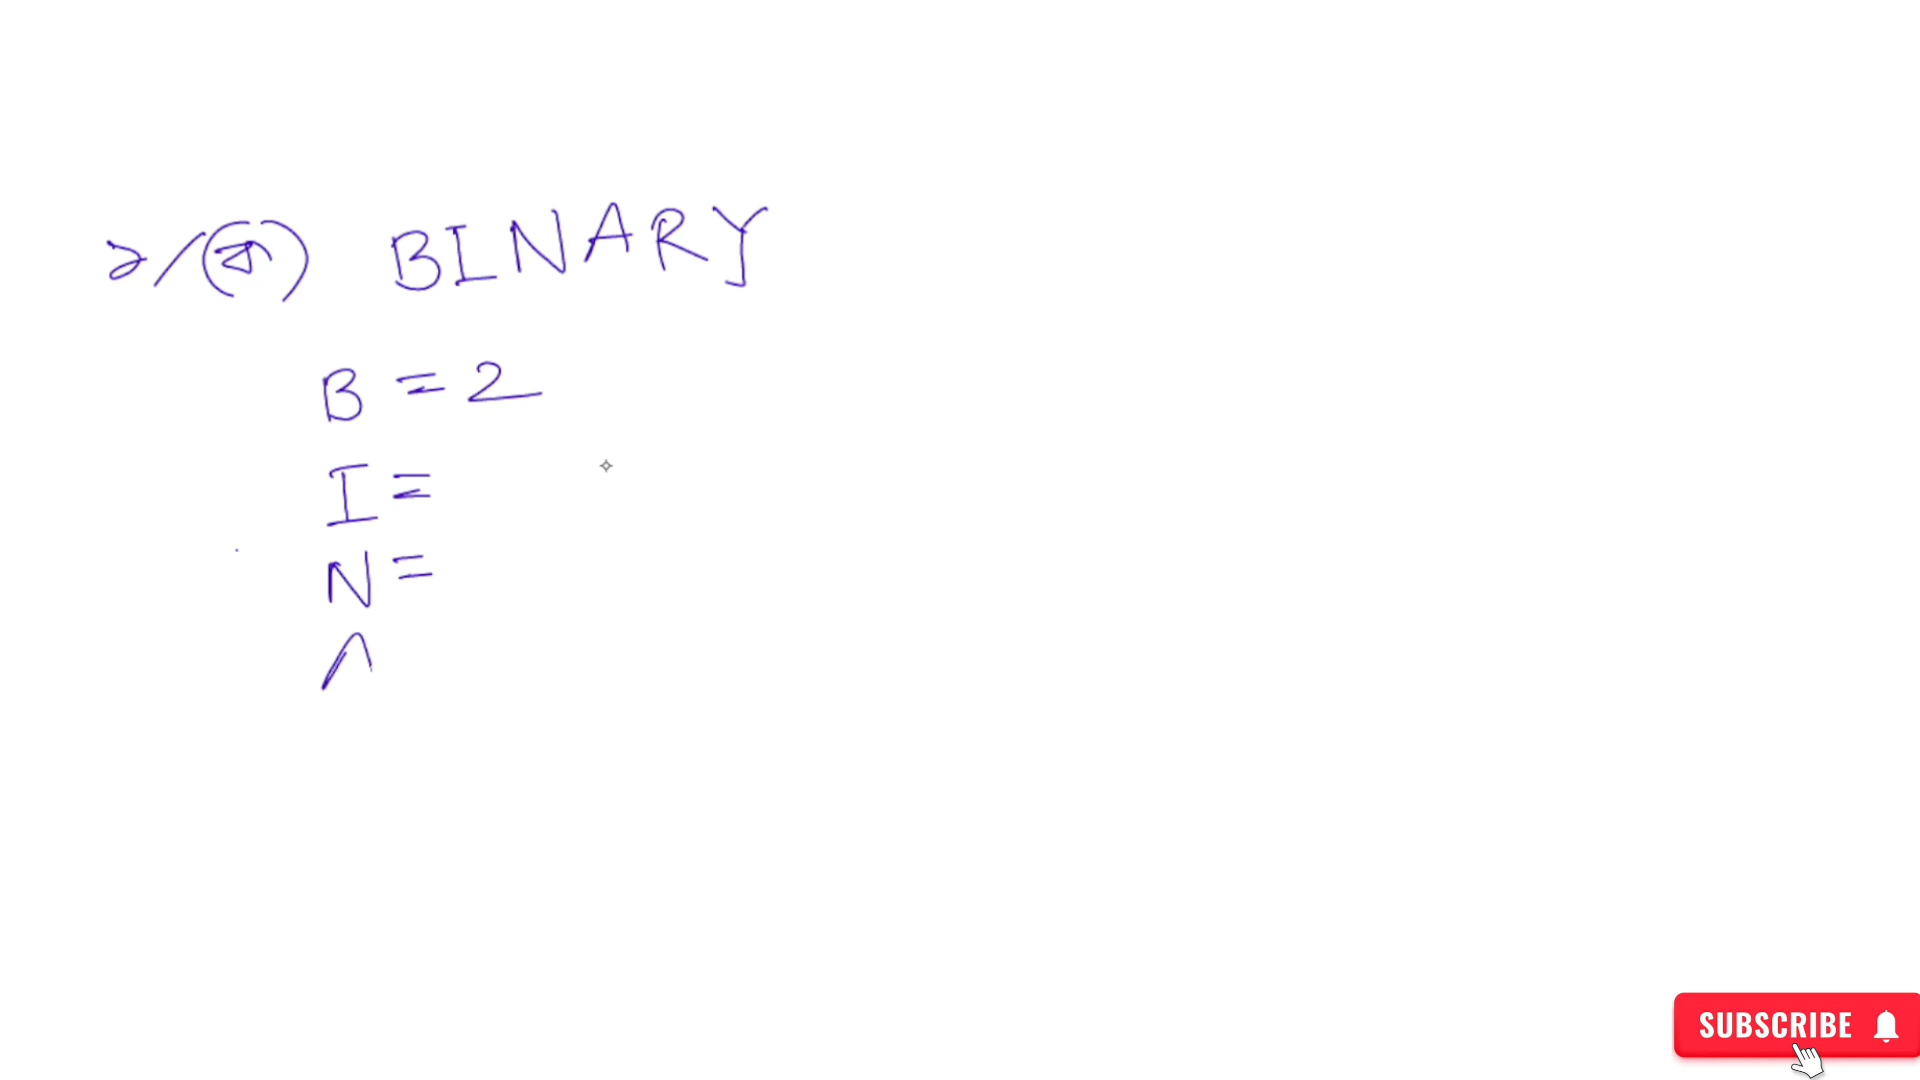 ২/(ক) BINARY
B = 2
I =
N =
A
SUBSCRIBE